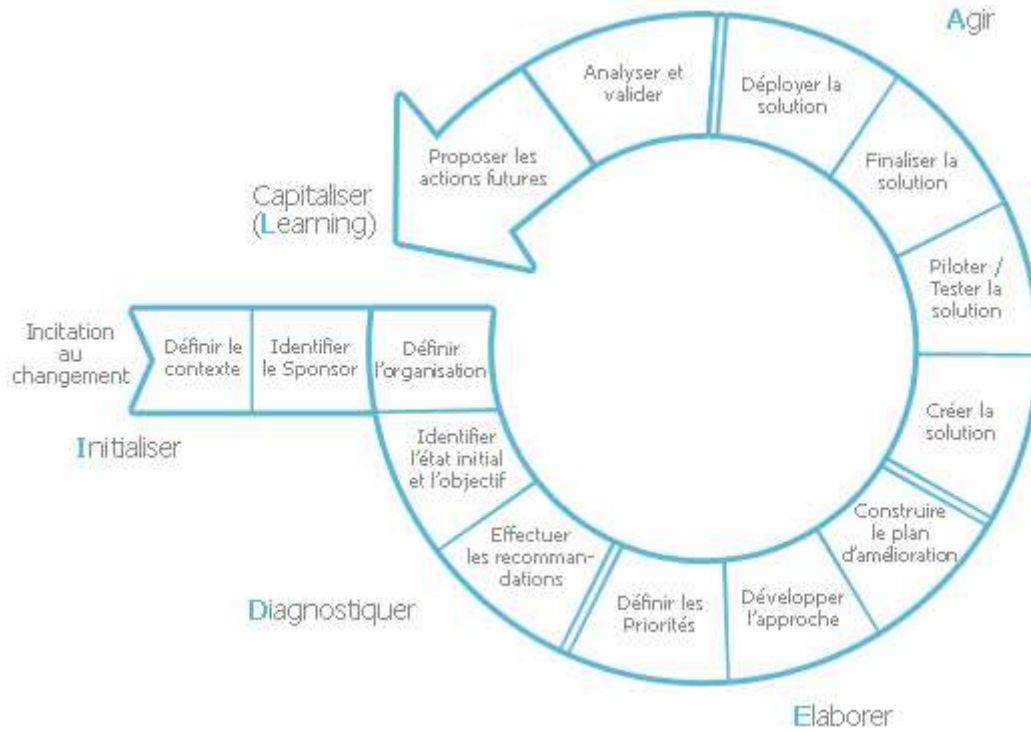 Incitation
au
changement
Définir le
contexte
Identifier
le Sponsor
Définir
l'organisation
Initialiser
Identifier
l'état initial
et l'objectif
Effectuer
les recomman-
dations
Diagnostiquer
Définir les
Priorités
Développer
l'approche
Construire
le plan
d'amélioration
Elaborer
Créer la
solution
Piloter /
Tester la
solution
Finaliser la
solution
Déployer la
solution
Agir
Analyser et
valider
Proposer les
actions futures
Capitaliser
(Learning)